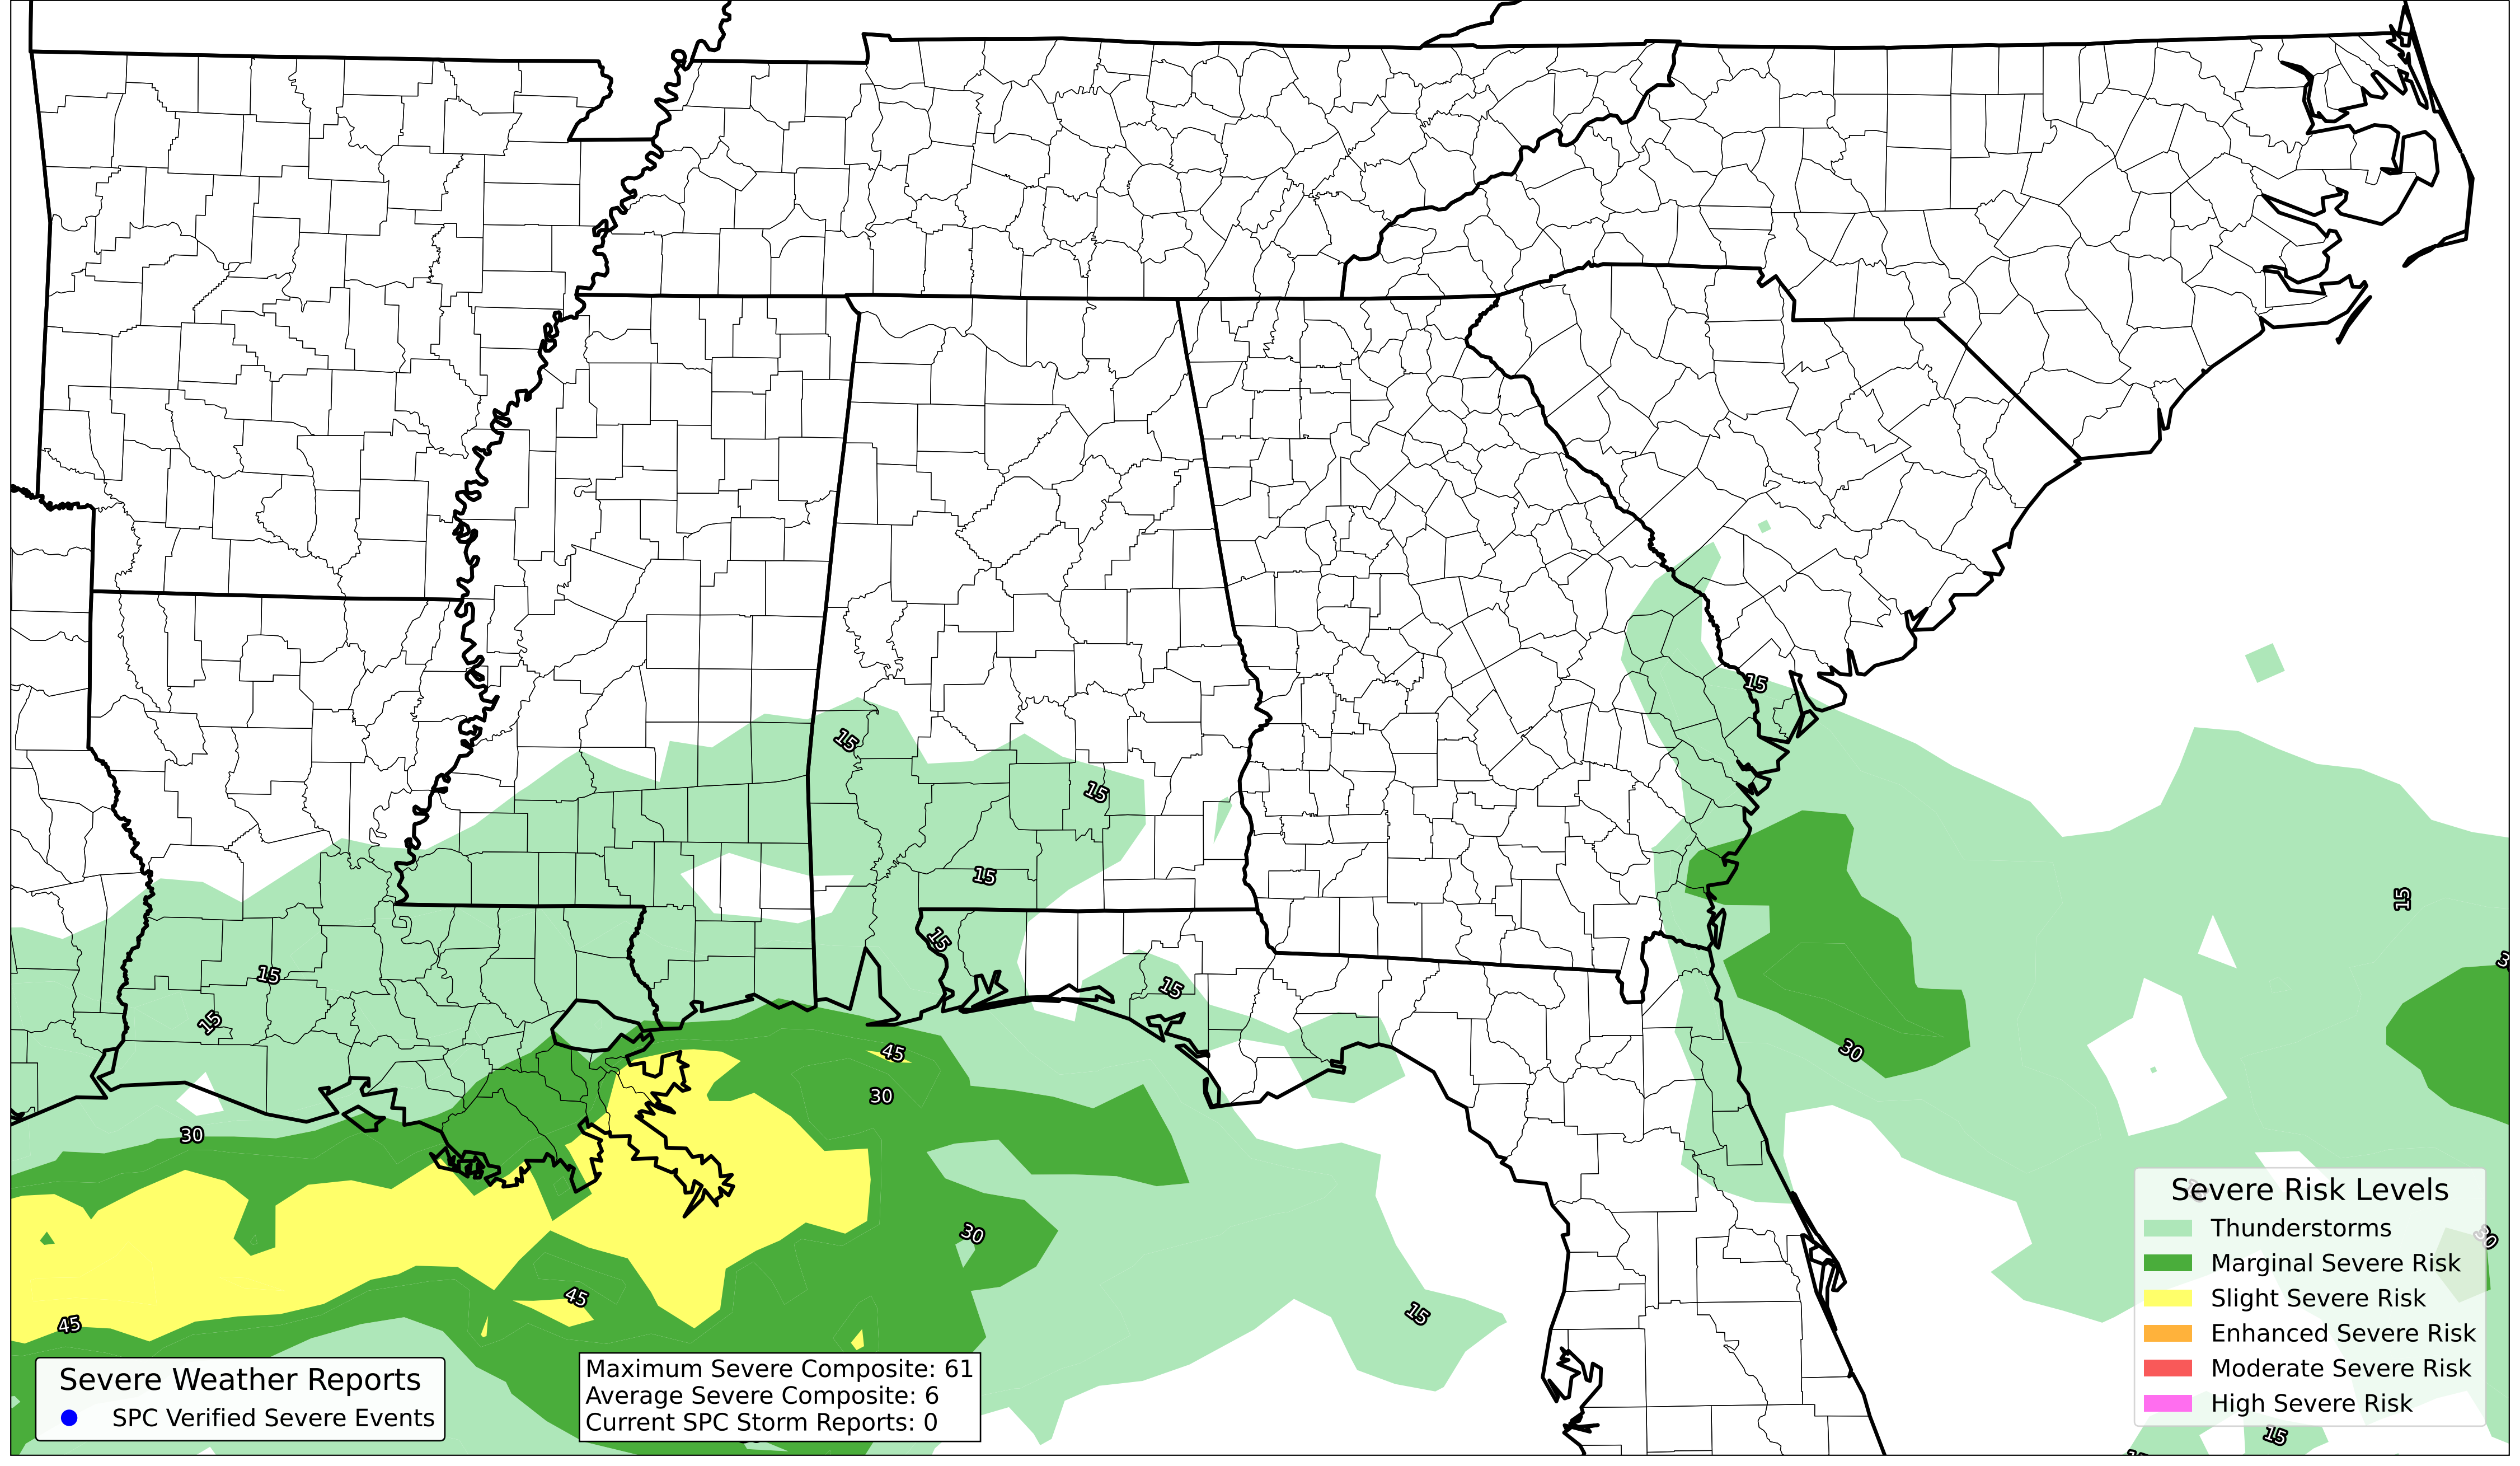 15
15
15
15
15
15
15
15
15
30
45
30
30
30
30
15
45
45
15
Severe Risk Levels
Thunderstorms
Marginal Severe Risk
Slight Severe Risk
Enhanced Severe Risk
Moderate Severe Risk
High Severe Risk
Severe Weather Reports
SPC Verified Severe Events
Maximum Severe Composite: 61
Average Severe Composite: 6
Current SPC Storm Reports: 0
15